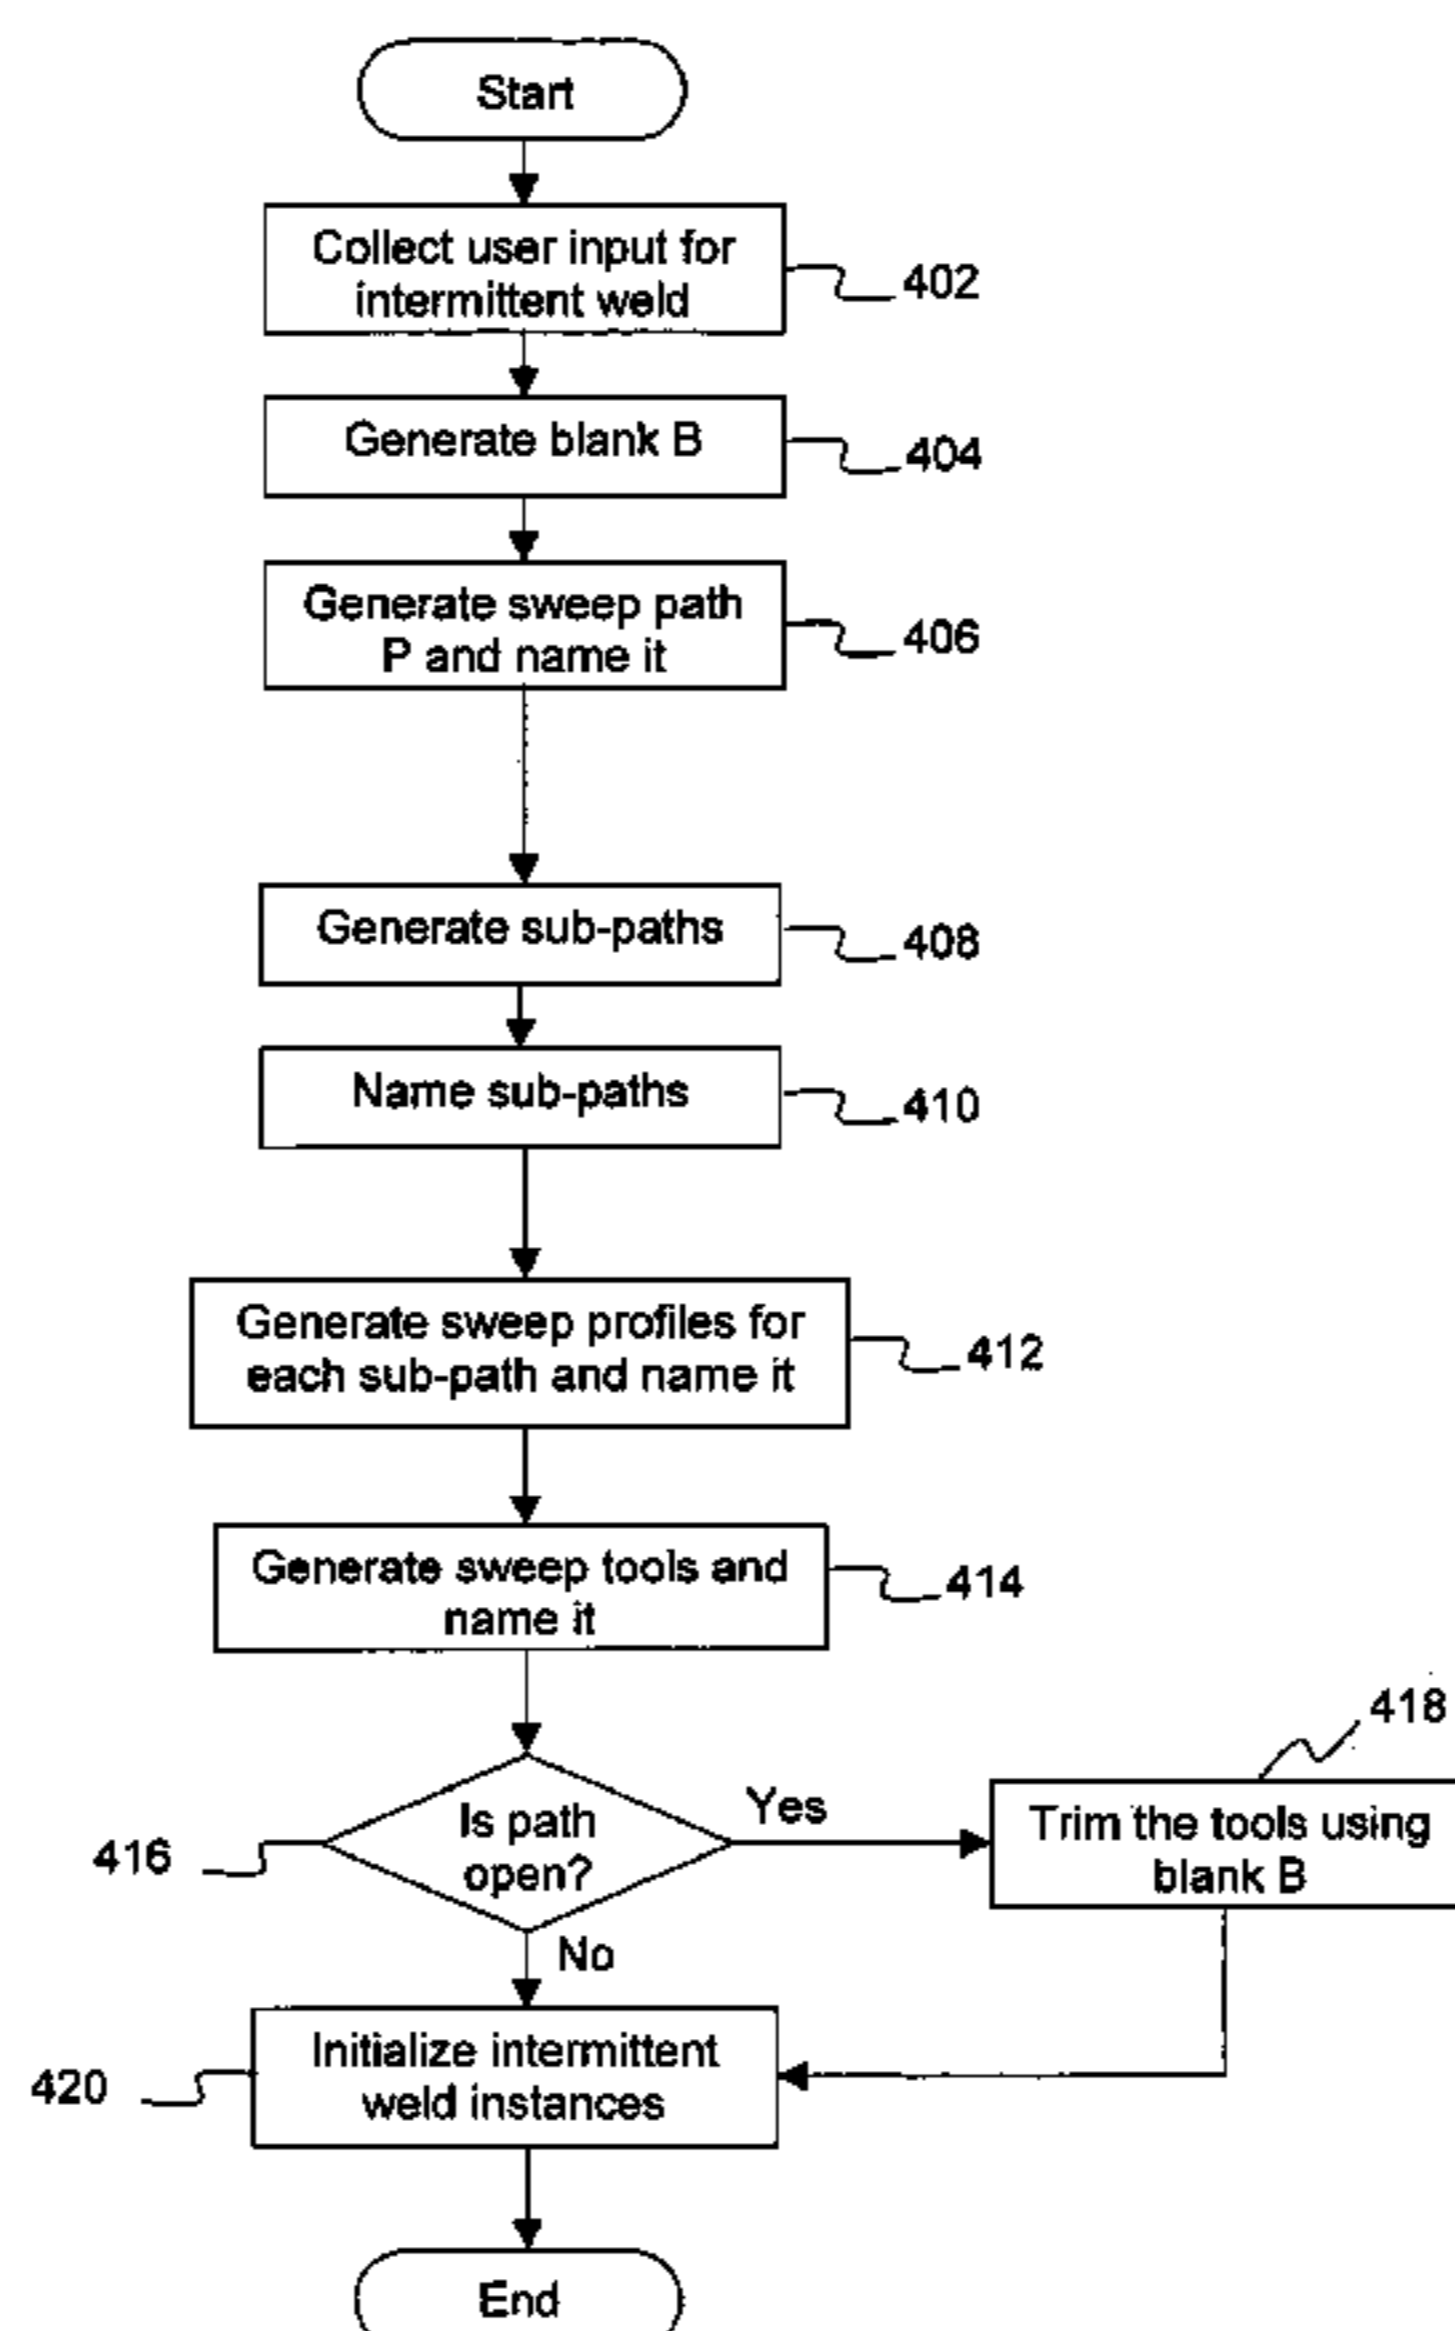 Start
Collect user input for
intermittent weld
402
Generate blank B
404
Generate sweep path
P and name it
406
Generate sub-paths
408
Name sub-paths
410
Generate sweep profiles for
each sub-path and name it
412
Generate sweep tools and
name it
414
418
Is path
open?
Yes
416
Trim the tools using
blank B
No
Initialize intermittent
weld instances
420
End